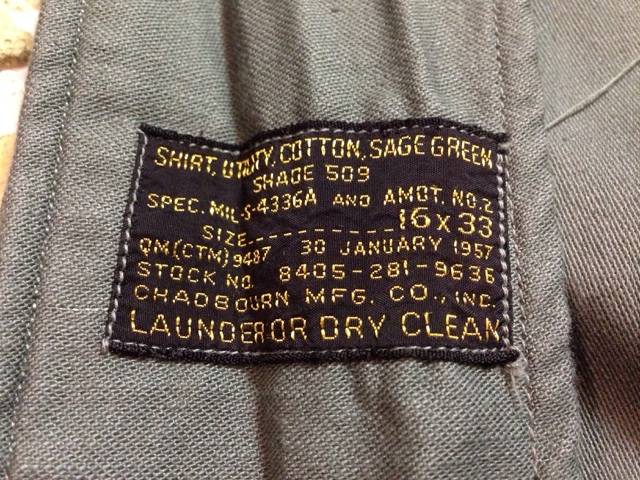 SHIRT, UTILITY, COTTON, SAGE GREEN
SHADE 509
SPEC. MIL-S-4336A AND AMDT. NO. 2
SIZE-------------16 x 33
QM(CTM) 9487 30 JANUARY 1957
STOCK NO. 8405-281-9636
CHADBOURN MFG. CO., INC.
LAUNDER OR DRY CLEAN